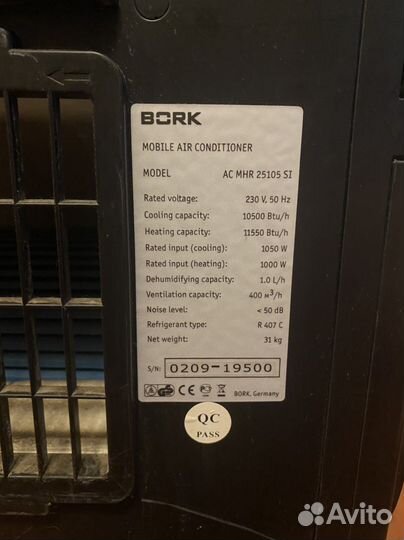 BORK
MOBILE AIR CONDITIONER
MODEL AC MHR 25105 SI
Rated voltage: 230 V, 50 Hz
Cooling capacity: 10500 Btu/h
Heating capacity: 11550 Btu/h
Rated input (cooling): 1050 W
Rated input (heating): 1000 W
Dehumidifying capacity: 1.0 L/h
Ventilation capacity: 400 м³/h
Noise level: < 50 dB
Refrigerant type: R 407 C
Net weight: 31 kg
S/N: 0209-19500
BORK, Germany
QC
PASS
Avito